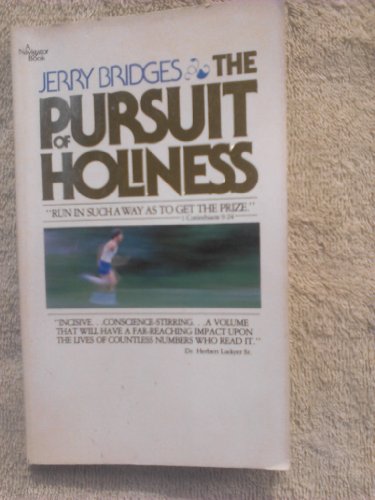 A
Navigator
Book
JERRY BRIDGES THE
PURSUIT
OF
HOLINESS
"RUN IN SUCH A WAY AS TO GET THE PRIZE."
1 Corinthians 9:24
"INCISIVE. . .CONSCIENCE-STIRRING. . .A VOLUME
THAT WILL HAVE A FAR-REACHING IMPACT UPON
THE LIVES OF COUNTLESS NUMBERS WHO READ IT."
Dr. Herbert Lockyer Sr.